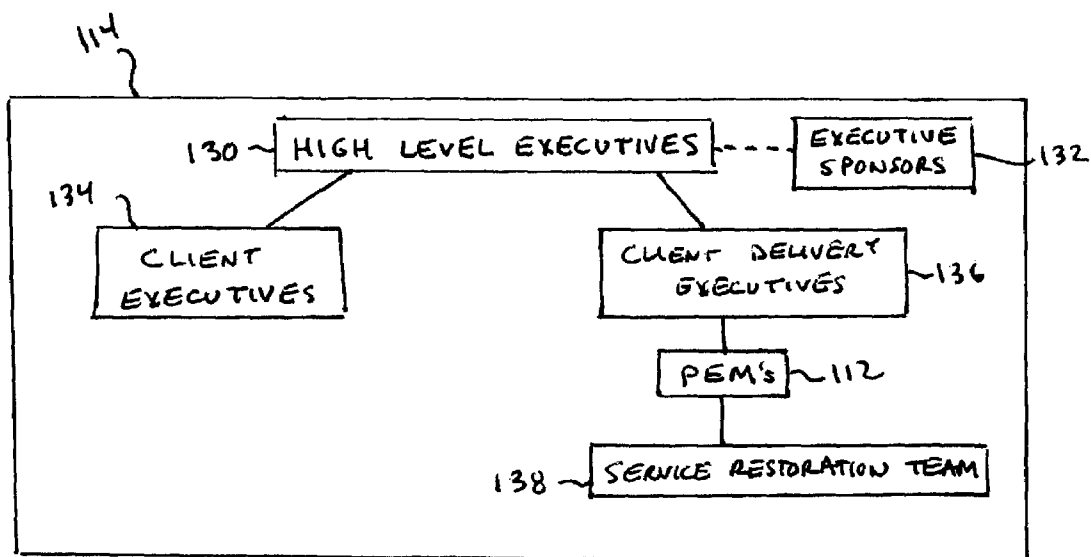 114
130 HIGH LEVEL EXECUTIVES
EXECUTIVE
SPONSORS
132
134
CLIENT
EXECUTIVES
CLIENT DELIVERY
EXECUTIVES
136
PEM's 112
138 SERVICE RESTORATION TEAM